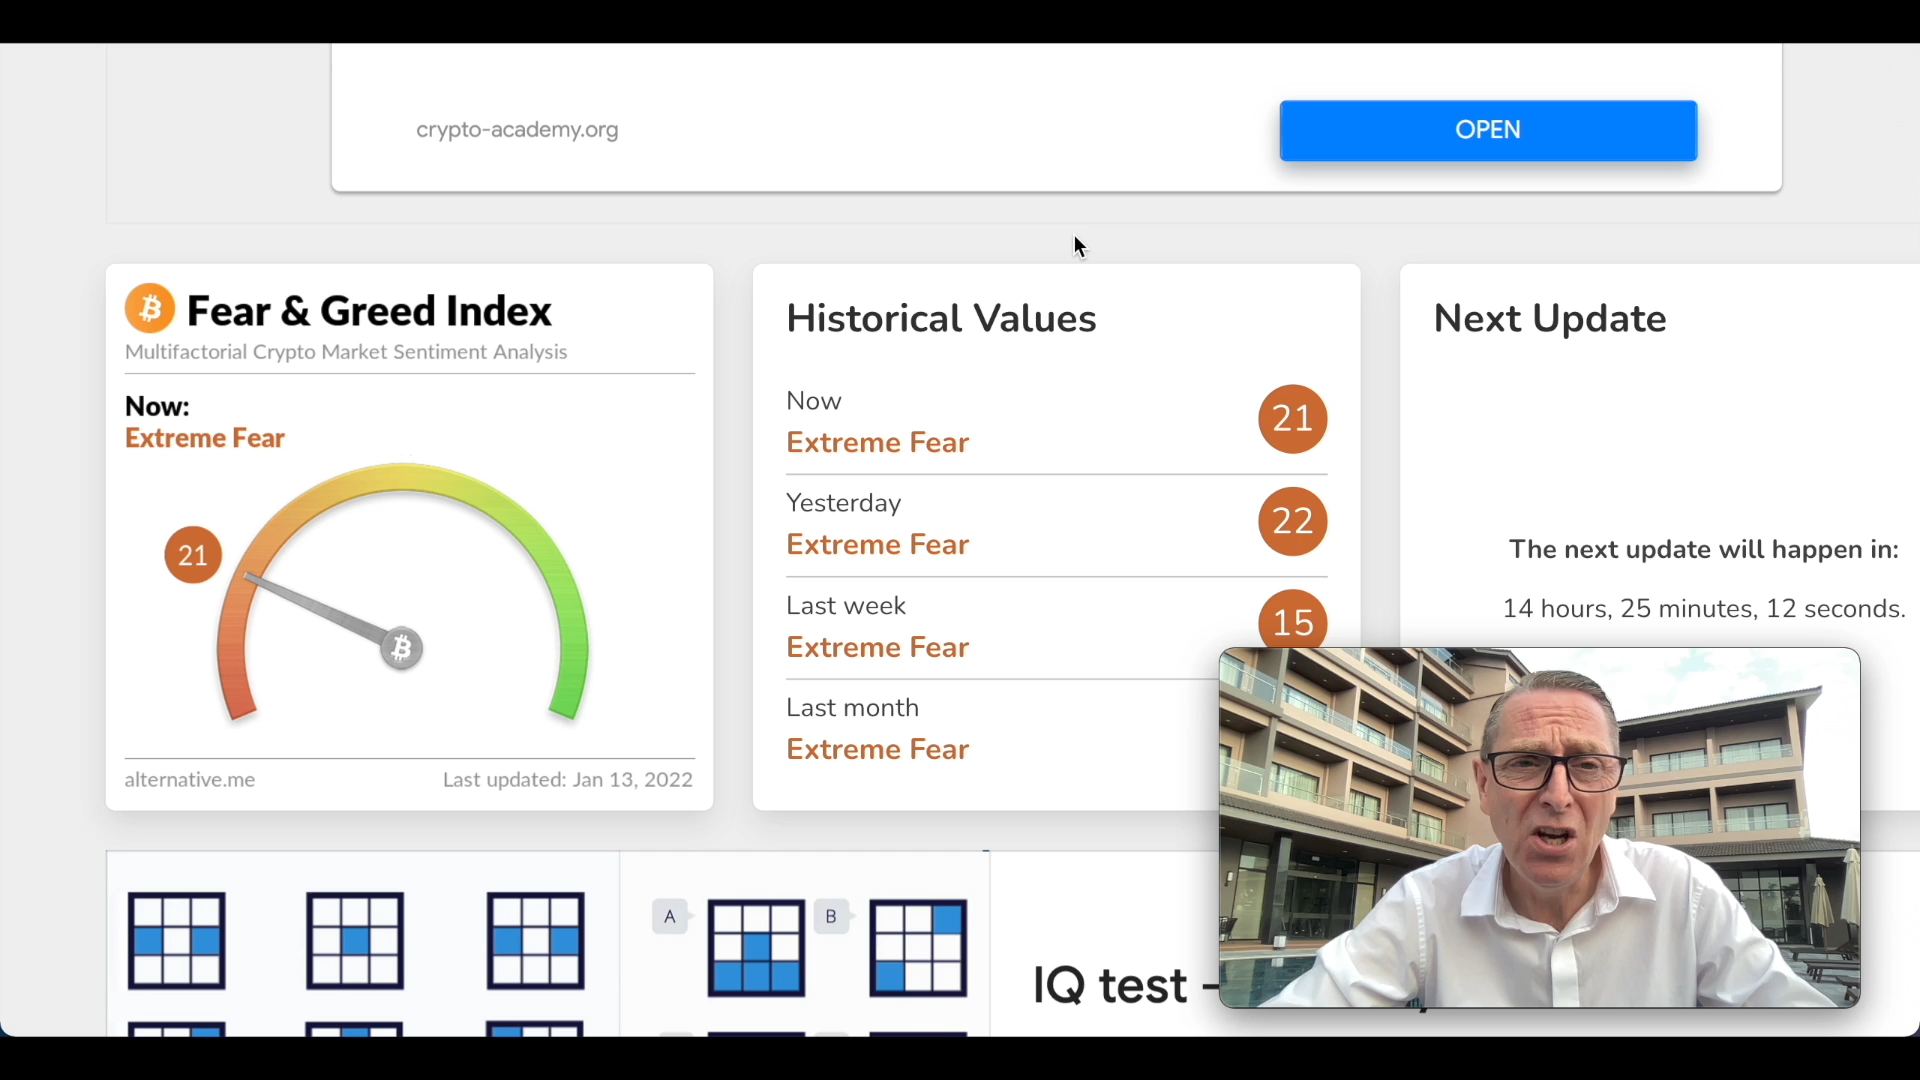 crypto-academy.org
OPEN
Fear & Greed Index
Multifactorial Crypto Market Sentiment Analysis
Now:
Extreme Fear
21
alternative.me
Last updated: Jan 13, 2022
Historical Values
Now
Extreme Fear
21
Yesterday
Extreme Fear
22
Last week
Extreme Fear
15
Last month
Extreme Fear
Next Update
The next update will happen in:
14 hours, 25 minutes, 12 seconds.
A
B
IQ test -